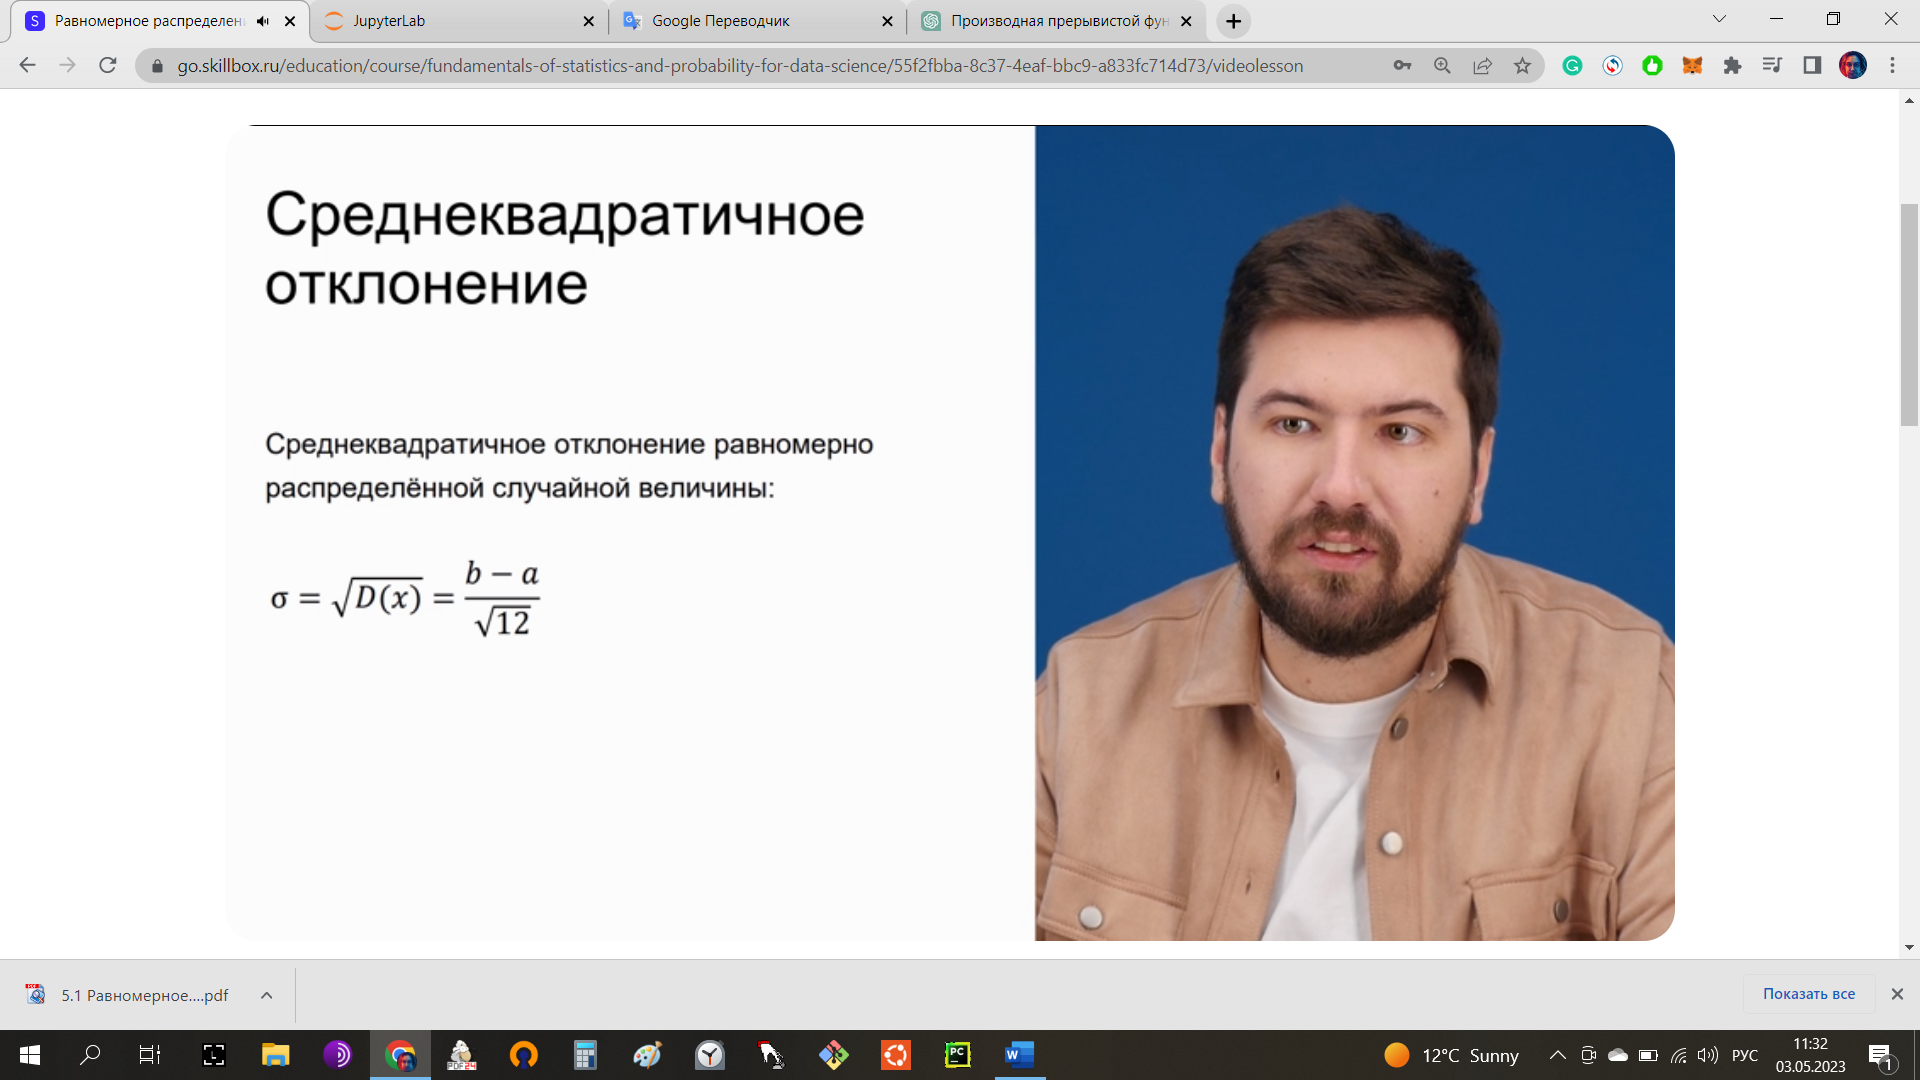 Равномерное распределен
JupyterLab
Google Переводчик
Производная прерывистой фун
go.skillbox.ru/education/course/fundamentals-of-statistics-and-probability-for-data-science/55f2fbba-8c37-4eaf-bbc9-a833fc714d73/videolesson
Среднеквадратичное
отклонение
Среднеквадратичное отклонение равномерно
распределённой случайной величины:
σ = √D(x) = b − a / √12
5.1 Равномерное....pdf
Показать все
12°C Sunny
РУС
11:32
03.05.2023
1